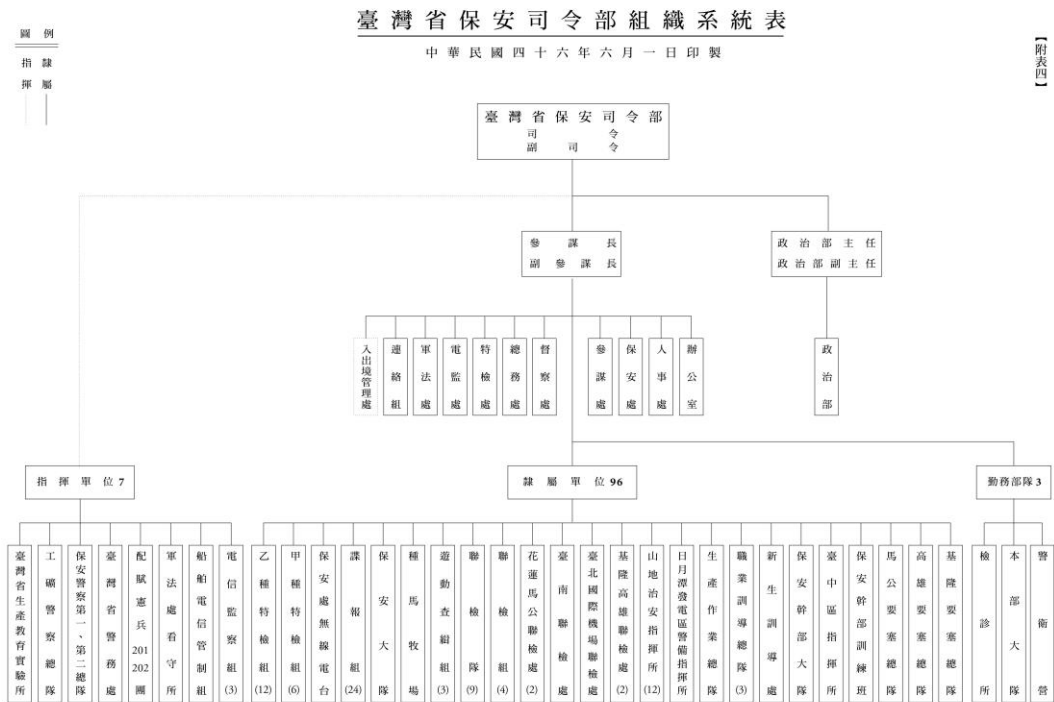 臺灣省保安司令部組織系統表
中華民國四十六年六月一日印製
【附表四】
圖例
隸屬
指揮
臺灣省保安司令部
司令
副司令
參謀長
副參謀長
政治部主任
政治部副主任
入出境管理處
連絡組
軍法處
電監處
特檢處
總務處
督察處
參謀處
保安處
人事處
辦公室
政治部
指揮單位7
隸屬單位96
勤務部隊3
臺灣省生產教育實驗所
工礦警察總隊
保安警察第一、第二總隊
臺灣省警務處
配賦憲兵201 202團
軍法處看守所
船舶電信管制組
電信監察組(3)
乙種特檢組(12)
甲種特檢組(6)
保安處無線電台
諜報組(24)
保安大隊
種馬牧場
遊動查緝組(3)
聯檢隊(9)
聯檢組(4)
花蓮馬公聯檢處(2)
臺南聯檢處
臺北國際機場聯檢處
基隆高雄聯檢處(2)
山地治安指揮所(12)
日月潭發電區警備指揮所
生產作業總隊
職業訓導總隊(3)
新生訓導處
保安幹部大隊
臺中區指揮所
保安幹部訓練班
馬公要塞總隊
高雄要塞總隊
基隆要塞總隊
檢診所
本部大隊
警衛營